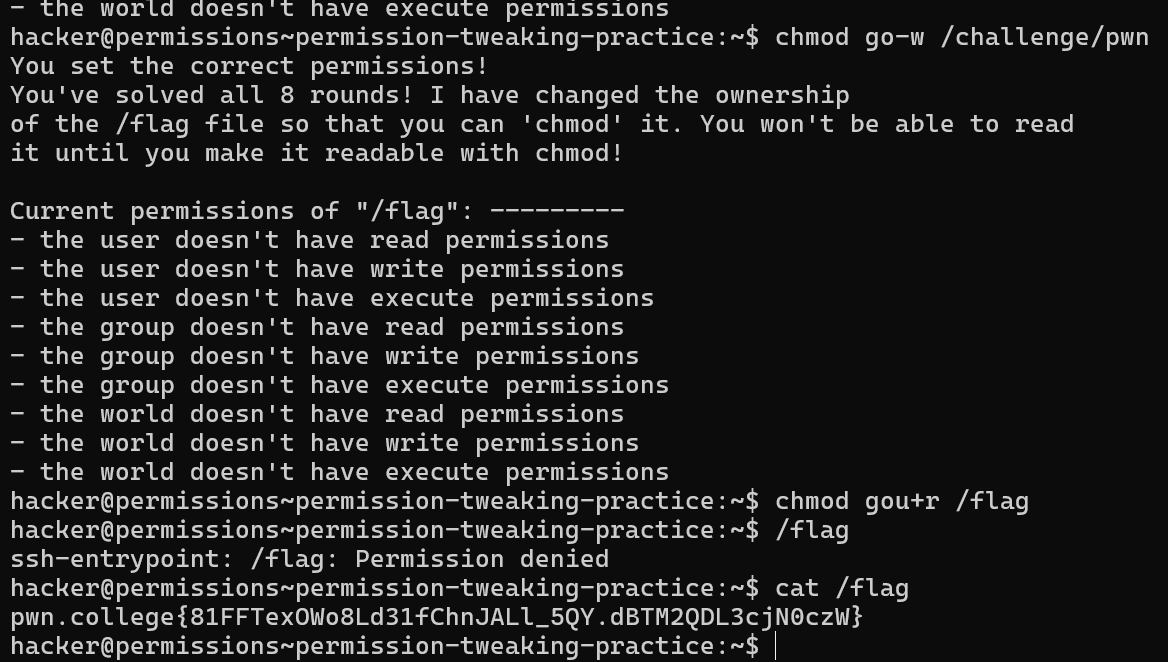 - the world doesn't have execute permissions
hacker@permissions~permission-tweaking-practice:~$ chmod go-w /challenge/pwn
You set the correct permissions!
You've solved all 8 rounds! I have changed the ownership
of the /flag file so that you can 'chmod' it. You won't be able to read
it until you make it readable with chmod!
Current permissions of "/flag": ---------
- the user doesn't have read permissions
- the user doesn't have write permissions
- the user doesn't have execute permissions
- the group doesn't have read permissions
- the group doesn't have write permissions
- the group doesn't have execute permissions
- the world doesn't have read permissions
- the world doesn't have write permissions
- the world doesn't have execute permissions
hacker@permissions~permission-tweaking-practice:~$ chmod gou+r /flag
hacker@permissions~permission-tweaking-practice:~$ /flag
ssh-entrypoint: /flag: Permission denied
hacker@permissions~permission-tweaking-practice:~$ cat /flag
pwn.college{81FFTexOWo8Ld31fChnJALl_5QY.dBTM2QDL3cjN0czW}
hacker@permissions~permission-tweaking-practice:~$